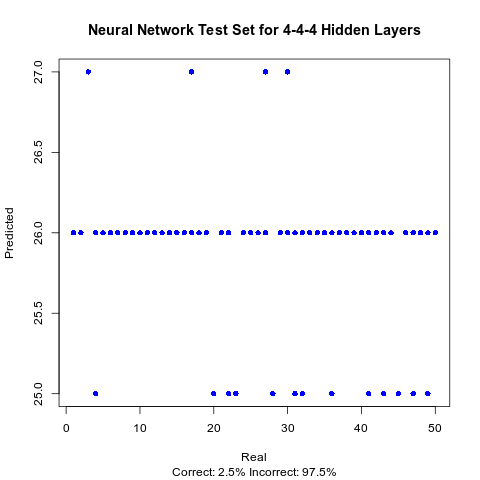 Neural Network Test Set for 4-4-4 Hidden Layers
Predicted
27.0
26.5
26.0
25.5
25.0
0 10 20 30 40 50
Real
Correct: 2.5% Incorrect: 97.5%